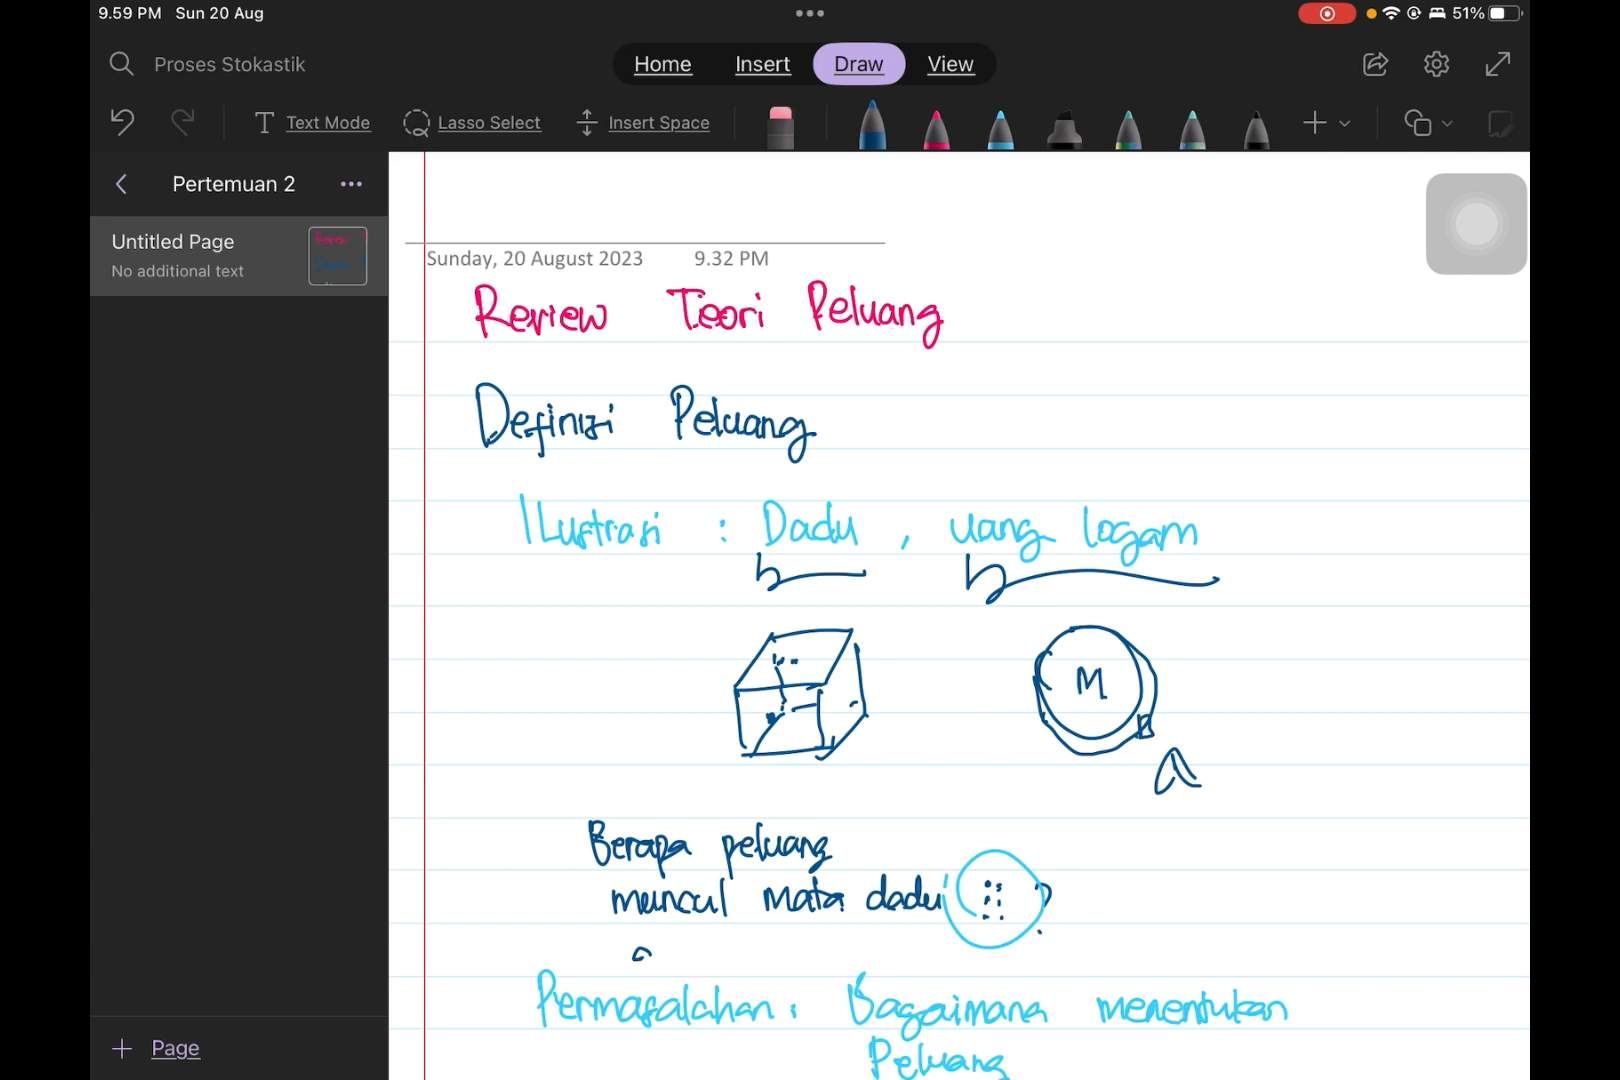 9.59 PM Sun 20 Aug
51%
Proses Stokastik
Home Insert Draw View
Text Mode Lasso Select Insert Space
Pertemuan 2
Untitled Page
No additional text
Sunday, 20 August 2023 9.32 PM
Review Teori Peluang
Definisi Peluang
Ilustrasi : Dadu , uang logam
M
A
Berapa peluang
muncul mata dadu ?
Permasalahan : Bagaimana menentukan
Peluang
+ Page